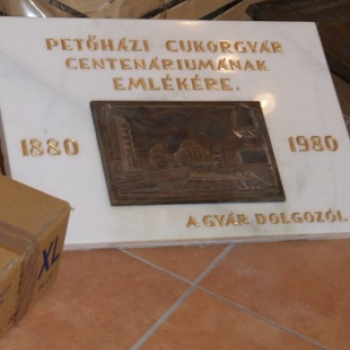 PETŐHÁZI CUKORGYÁR
CENTENÁRIUMÁNAK
EMLÉKÉRE.
1880 1980
A GYÁR DOLGOZÓI.
XL